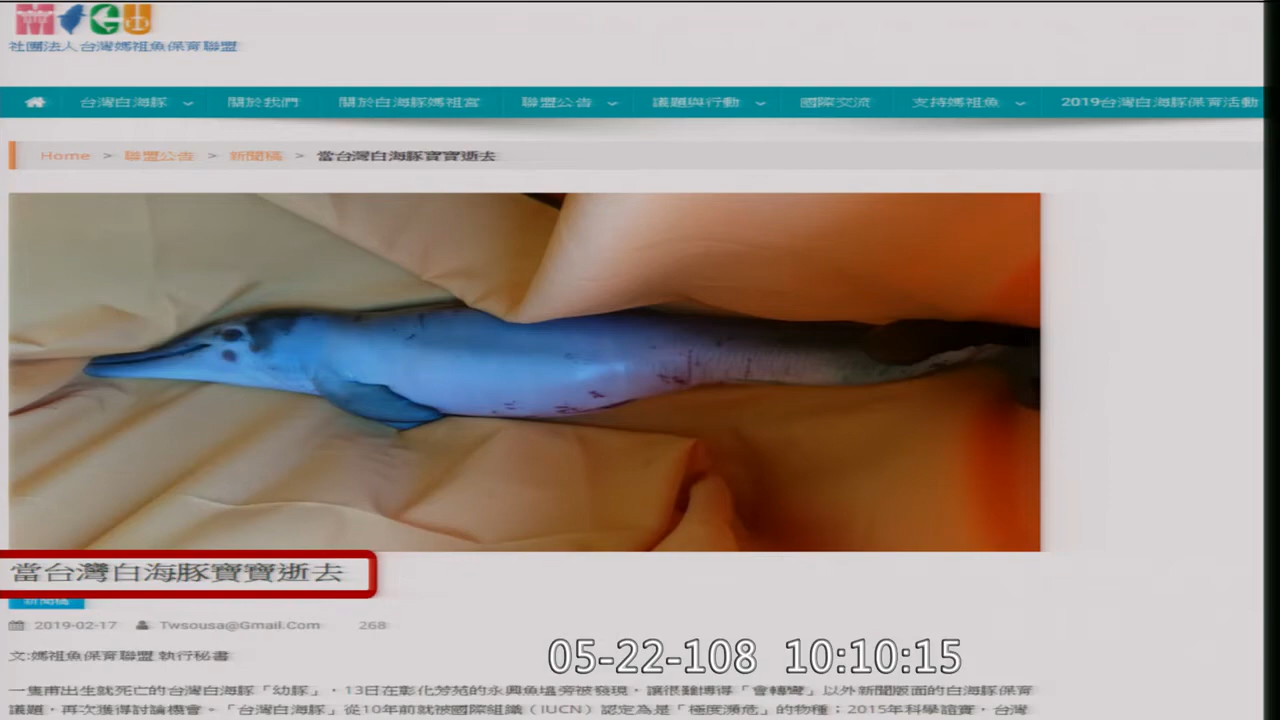 MFCU
社團法人台灣媽祖魚保育聯盟
台灣白海豚 關於我們 關於白海豚媽祖宮 聯盟公告 議題與行動 國際交流 支持媽祖魚 2019台灣白海豚保育活動
Home > 聯盟公告 > 新聞稿 > 當台灣白海豚寶寶逝去
當台灣白海豚寶寶逝去
新聞稿
2019-02-17 Twsousa@Gmail.Com 268
05-22-108 10:10:15
文:媽祖魚保育聯盟 執行秘書
一隻甫出生就死亡的台灣白海豚「幼豚」，13日在彰化芳苑的永興魚塭旁被發現，讓很難博得「會轉彎」以外新聞版面的白海豚保育
議題，再次獲得討論機會。「台灣白海豚」從10年前就被國際組織（IUCN）認定為是「極度瀕危」的物種；2015年科學證實，台灣